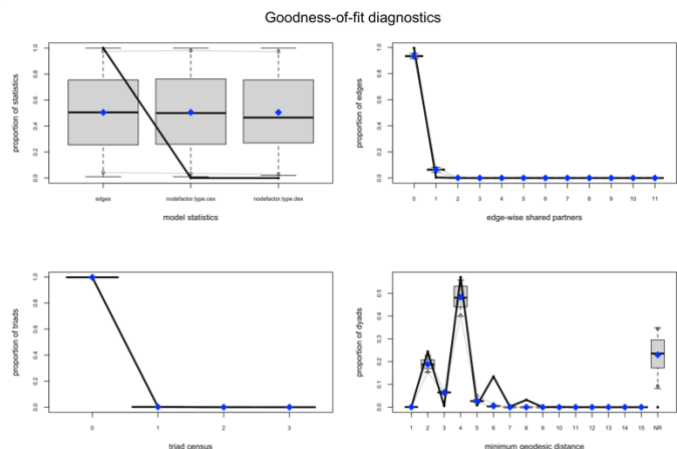 Goodness-of-fit diagnostics
proportion of statistics
0.0 0.2 0.4 0.6 0.8 1.0
edges nodefactor.type.cex nodefactor.type.dex
model statistics
proportion of edges
0.0 0.2 0.4 0.6 0.8 1.0
0 1 2 3 4 5 6 7 8 9 10 11
edge-wise shared partners
proportion of triads
0.0 0.2 0.4 0.6 0.8 1.0
0 1 2 3
triad census
proportion of dyads
0.0 0.1 0.2 0.3 0.4 0.5
1 2 3 4 5 6 7 8 9 10 11 12 13 14 15 NR
minimum geodesic distance